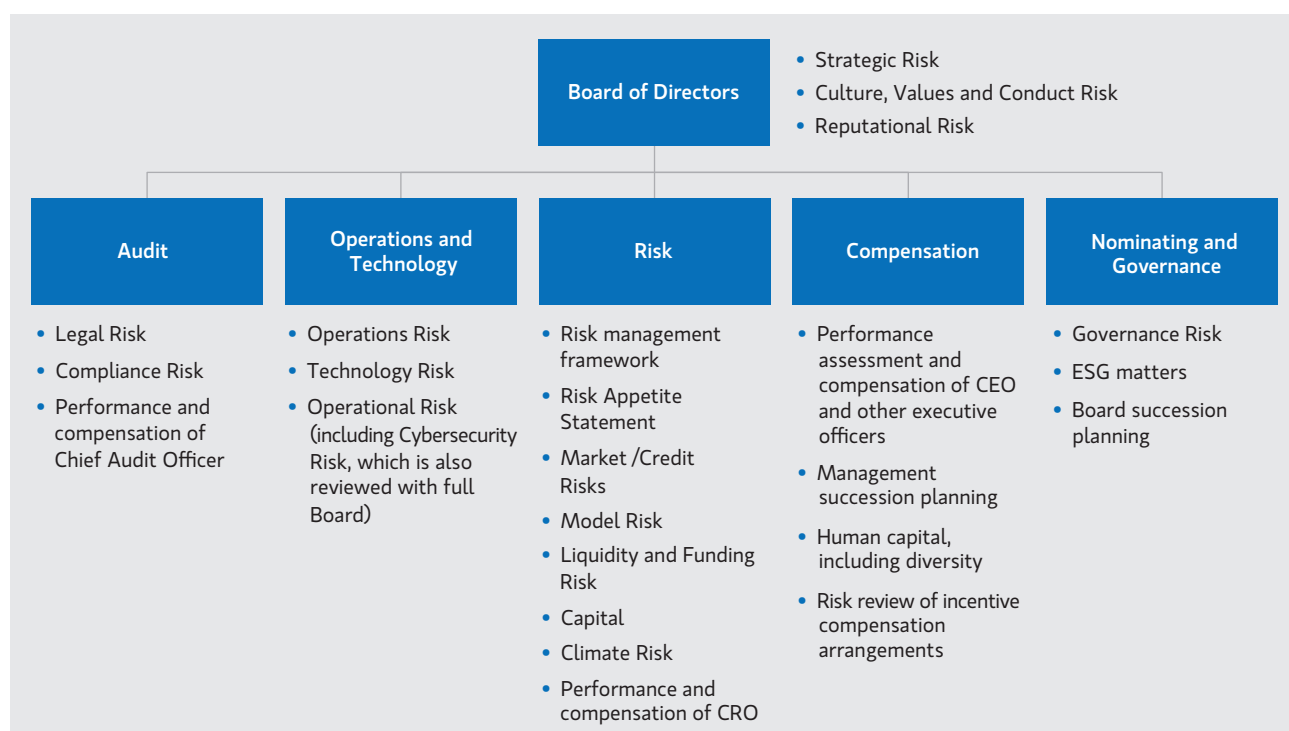 Board of Directors
• Strategic Risk
• Culture, Values and Conduct Risk
• Reputational Risk
Audit
• Legal Risk
• Compliance Risk
• Performance and
compensation of
Chief Audit Officer
Operations and
Technology
• Operations Risk
• Technology Risk
• Operational Risk
(including Cybersecurity
Risk, which is also
reviewed with full
Board)
Risk
• Risk management
framework
• Risk Appetite
Statement
• Market /Credit
Risks
• Model Risk
• Liquidity and Funding
Risk
• Capital
• Climate Risk
• Performance and
compensation of CRO
Compensation
• Performance
assessment and
compensation of CEO
and other executive
officers
• Management
succession planning
• Human capital,
including diversity
• Risk review of incentive
compensation
arrangements
Nominating and
Governance
• Governance Risk
• ESG matters
• Board succession
planning